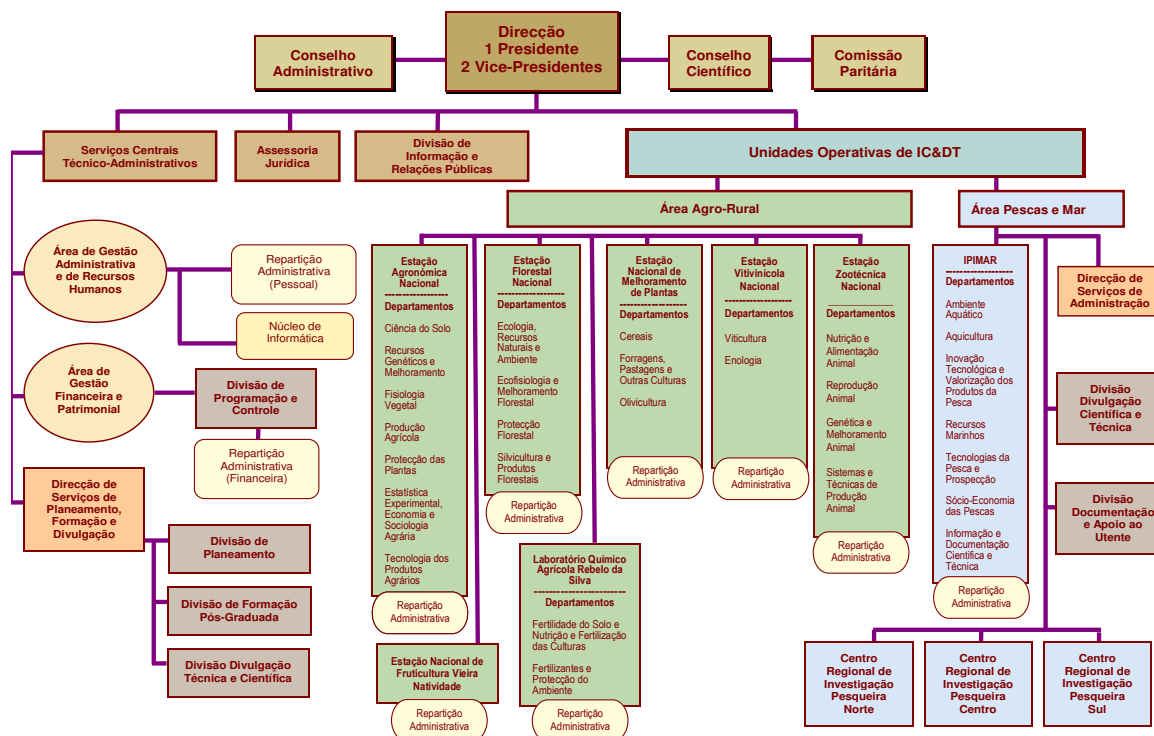 Direcção
1 Presidente
2 Vice-Presidentes
Conselho
Administrativo
Conselho
Científico
Comissão
Paritária
Serviços Centrais
Técnico-Administrativos
Assessoria
Jurídica
Divisão de
Informação e
Relações Públicas
Unidades Operativas de IC&DT
Área Agro-Rural
Área Pescas e Mar
Área de Gestão
Administrativa
e de Recursos
Humanos
Repartição
Administrativa
(Pessoal)
Núcleo de
Informática
Área de
Gestão
Financeira e
Patrimonial
Divisão de
Programação e
Controle
Repartição
Administrativa
(Financeira)
Direcção de
Serviços de
Planeamento,
Formação e
Divulgação
Divisão de
Planeamento
Divisão de Formação
Pós-Graduada
Divisão Divulgação
Técnica e Científica
Estação
Agronómica
Nacional
-------------------
Departamentos
Ciência do Solo
Recursos
Genéticos e
Melhoramento
Fisiologia
Vegetal
Produção
Agrícola
Protecção das
Plantas
Estatística
Experimental,
Economia e
Sociologia
Agrária
Tecnologia dos
Produtos
Agrários
Repartição
Administrativa
Estação Nacional de
Fruticultura Vieira
Natividade
Repartição
Administrativa
Estação
Florestal
Nacional
--------------------
Departamentos
Ecologia,
Recursos
Naturais e
Ambiente
Ecofisiologia e
Melhoramento
Florestal
Protecção
Florestal
Silvicultura e
Produtos
Florestais
Repartição
Administrativa
Laboratório Químico
Agrícola Rebelo da
Silva
-------------------------
Departamentos
Fertilidade do Solo e
Nutrição e Fertilização
das Culturas
Fertilizantes e
Protecção do
Ambiente
Repartição
Administrativa
Estação
Nacional de
Melhoramento
de Plantas
--------------------
Departamentos
Cereais
Forragens,
Pastagens e
Outras Culturas
Olivicultura
Repartição
Administrativa
Estação
Vitivinícola
Nacional
--------------------
Departamentos
Viticultura
Enologia
Repartição
Administrativa
Estação
Zootécnica
Nacional
___________
Departamentos
Nutrição e
Alimentação
Animal
Reprodução
Animal
Genética e
Melhoramento
Animal
Sistemas e
Técnicas de
Produção
Animal
Repartição
Administrativa
IPIMAR
--------------------
Departamentos
Ambiente
Aquático
Aquicultura
Inovação
Tecnológica e
Valorização dos
Produtos da
Pesca
Recursos
Marinhos
Tecnologias da
Pesca e
Prospecção
Sócio-Economia
das Pescas
Informação e
Documentação
Científica e
Técnica
Repartição
Administrativa
Direcção de
Serviços de
Administração
Divisão
Divulgação
Científica e
Técnica
Divisão
Documentação
e Apoio ao
Utente
Centro
Regional de
Investigação
Pesqueira
Norte
Centro
Regional de
Investigação
Pesqueira
Centro
Centro
Regional de
Investigação
Pesqueira
Sul